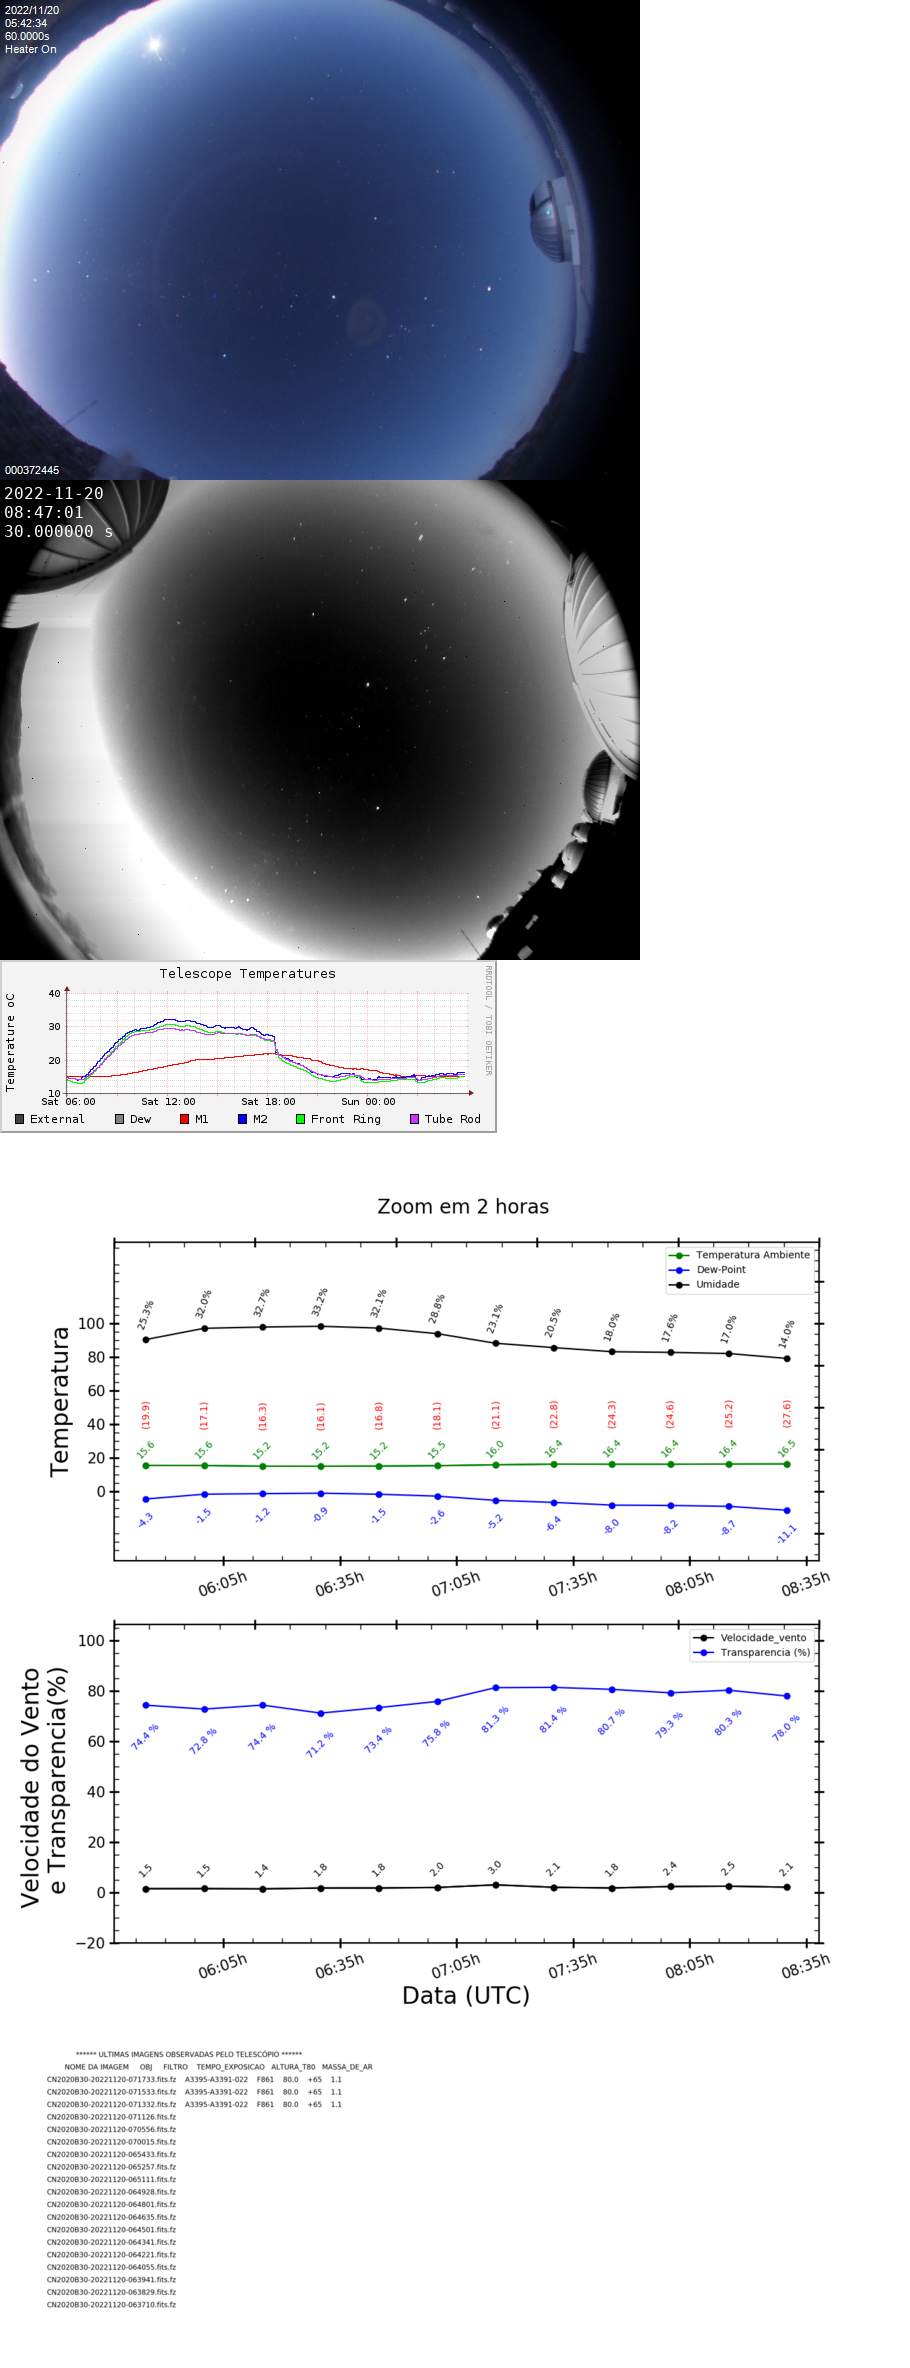 2022/11/20
05:42:34
60.0000s
Heater On
000372445
2022-11-20
08:47:01
30.000000 s
Telescope Temperatures
RRDTOOL / TOBI OETIKER
Temperature oC
40
30
20
10
Sat 06:00 Sat 12:00 Sat 18:00 Sun 00:00
External Dew M1 M2 Front Ring Tube Rod
Zoom em 2 horas
Temperatura Ambiente
Dew-Point
Umidade
Temperatura
100
80
60
40
20
0
25.3% 32.0% 32.7% 33.2% 32.1% 28.8% 23.1% 20.5% 18.0% 17.6% 17.0% 14.0%
(19.9) (17.1) (16.3) (16.1) (16.8) (18.1) (21.1) (22.8) (24.3) (24.6) (25.2) (27.6)
15.6 15.6 15.2 15.2 15.2 15.5 16.0 16.4 16.4 16.4 16.4 16.5
-4.3 -1.5 -1.2 -0.9 -1.5 -2.6 -5.2 -6.4 -8.0 -8.2 -8.7 -11.1
06:05h 06:35h 07:05h 07:35h 08:05h 08:35h
Velocidade_vento
Transparencia (%)
Velocidade do Vento
e Transparencia(%)
100
80
60
40
20
0
−20
74.4 % 72.8 % 74.4 % 71.2 % 73.4 % 75.8 % 81.3 % 81.4 % 80.7 % 79.3 % 80.3 % 78.0 %
1.5 1.5 1.4 1.8 1.8 2.0 3.0 2.1 1.8 2.4 2.5 2.1
06:05h 06:35h 07:05h 07:35h 08:05h 08:35h
Data (UTC)
****** ULTIMAS IMAGENS OBSERVADAS PELO TELESCÓPIO ******
NOME DA IMAGEM OBJ FILTRO TEMPO_EXPOSICAO ALTURA_T80 MASSA_DE_AR
CN2020B30-20221120-071733.fits.fz A3395-A3391-022 F861 80.0 +65 1.1
CN2020B30-20221120-071533.fits.fz A3395-A3391-022 F861 80.0 +65 1.1
CN2020B30-20221120-071332.fits.fz A3395-A3391-022 F861 80.0 +65 1.1
CN2020B30-20221120-071126.fits.fz
CN2020B30-20221120-070556.fits.fz
CN2020B30-20221120-070015.fits.fz
CN2020B30-20221120-065433.fits.fz
CN2020B30-20221120-065257.fits.fz
CN2020B30-20221120-065111.fits.fz
CN2020B30-20221120-064928.fits.fz
CN2020B30-20221120-064801.fits.fz
CN2020B30-20221120-064635.fits.fz
CN2020B30-20221120-064501.fits.fz
CN2020B30-20221120-064341.fits.fz
CN2020B30-20221120-064221.fits.fz
CN2020B30-20221120-064055.fits.fz
CN2020B30-20221120-063941.fits.fz
CN2020B30-20221120-063829.fits.fz
CN2020B30-20221120-063710.fits.fz